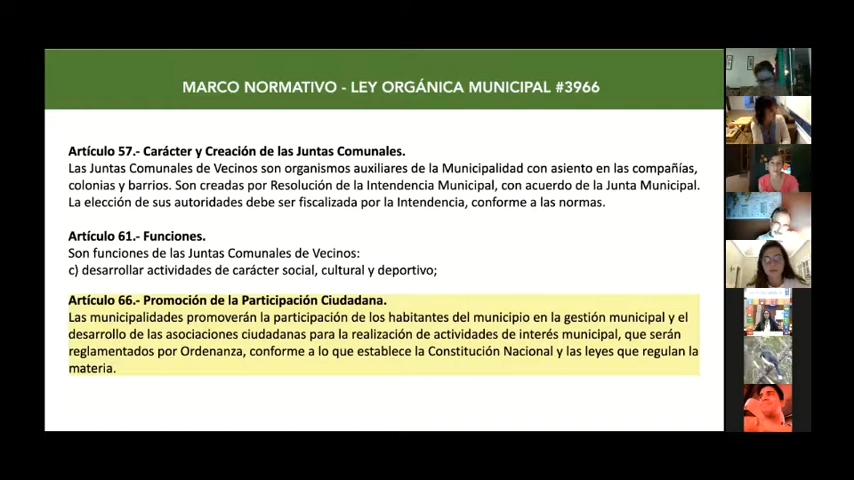 MARCO NORMATIVO - LEY ORGÁNICA MUNICIPAL #3966
Artículo 57.- Carácter y Creación de las Juntas Comunales.
Las Juntas Comunales de Vecinos son organismos auxiliares de la Municipalidad con asiento en las compañías,
colonias y barrios. Son creadas por Resolución de la Intendencia Municipal, con acuerdo de la Junta Municipal.
La elección de sus autoridades debe ser fiscalizada por la Intendencia, conforme a las normas.
Artículo 61.- Funciones.
Son funciones de las Juntas Comunales de Vecinos:
c) desarrollar actividades de carácter social, cultural y deportivo;
Artículo 66.- Promoción de la Participación Ciudadana.
Las municipalidades promoverán la participación de los habitantes del municipio en la gestión municipal y el
desarrollo de las asociaciones ciudadanas para la realización de actividades de interés municipal, que serán
reglamentados por Ordenanza, conforme a lo que establece la Constitución Nacional y las leyes que regulan la
materia.